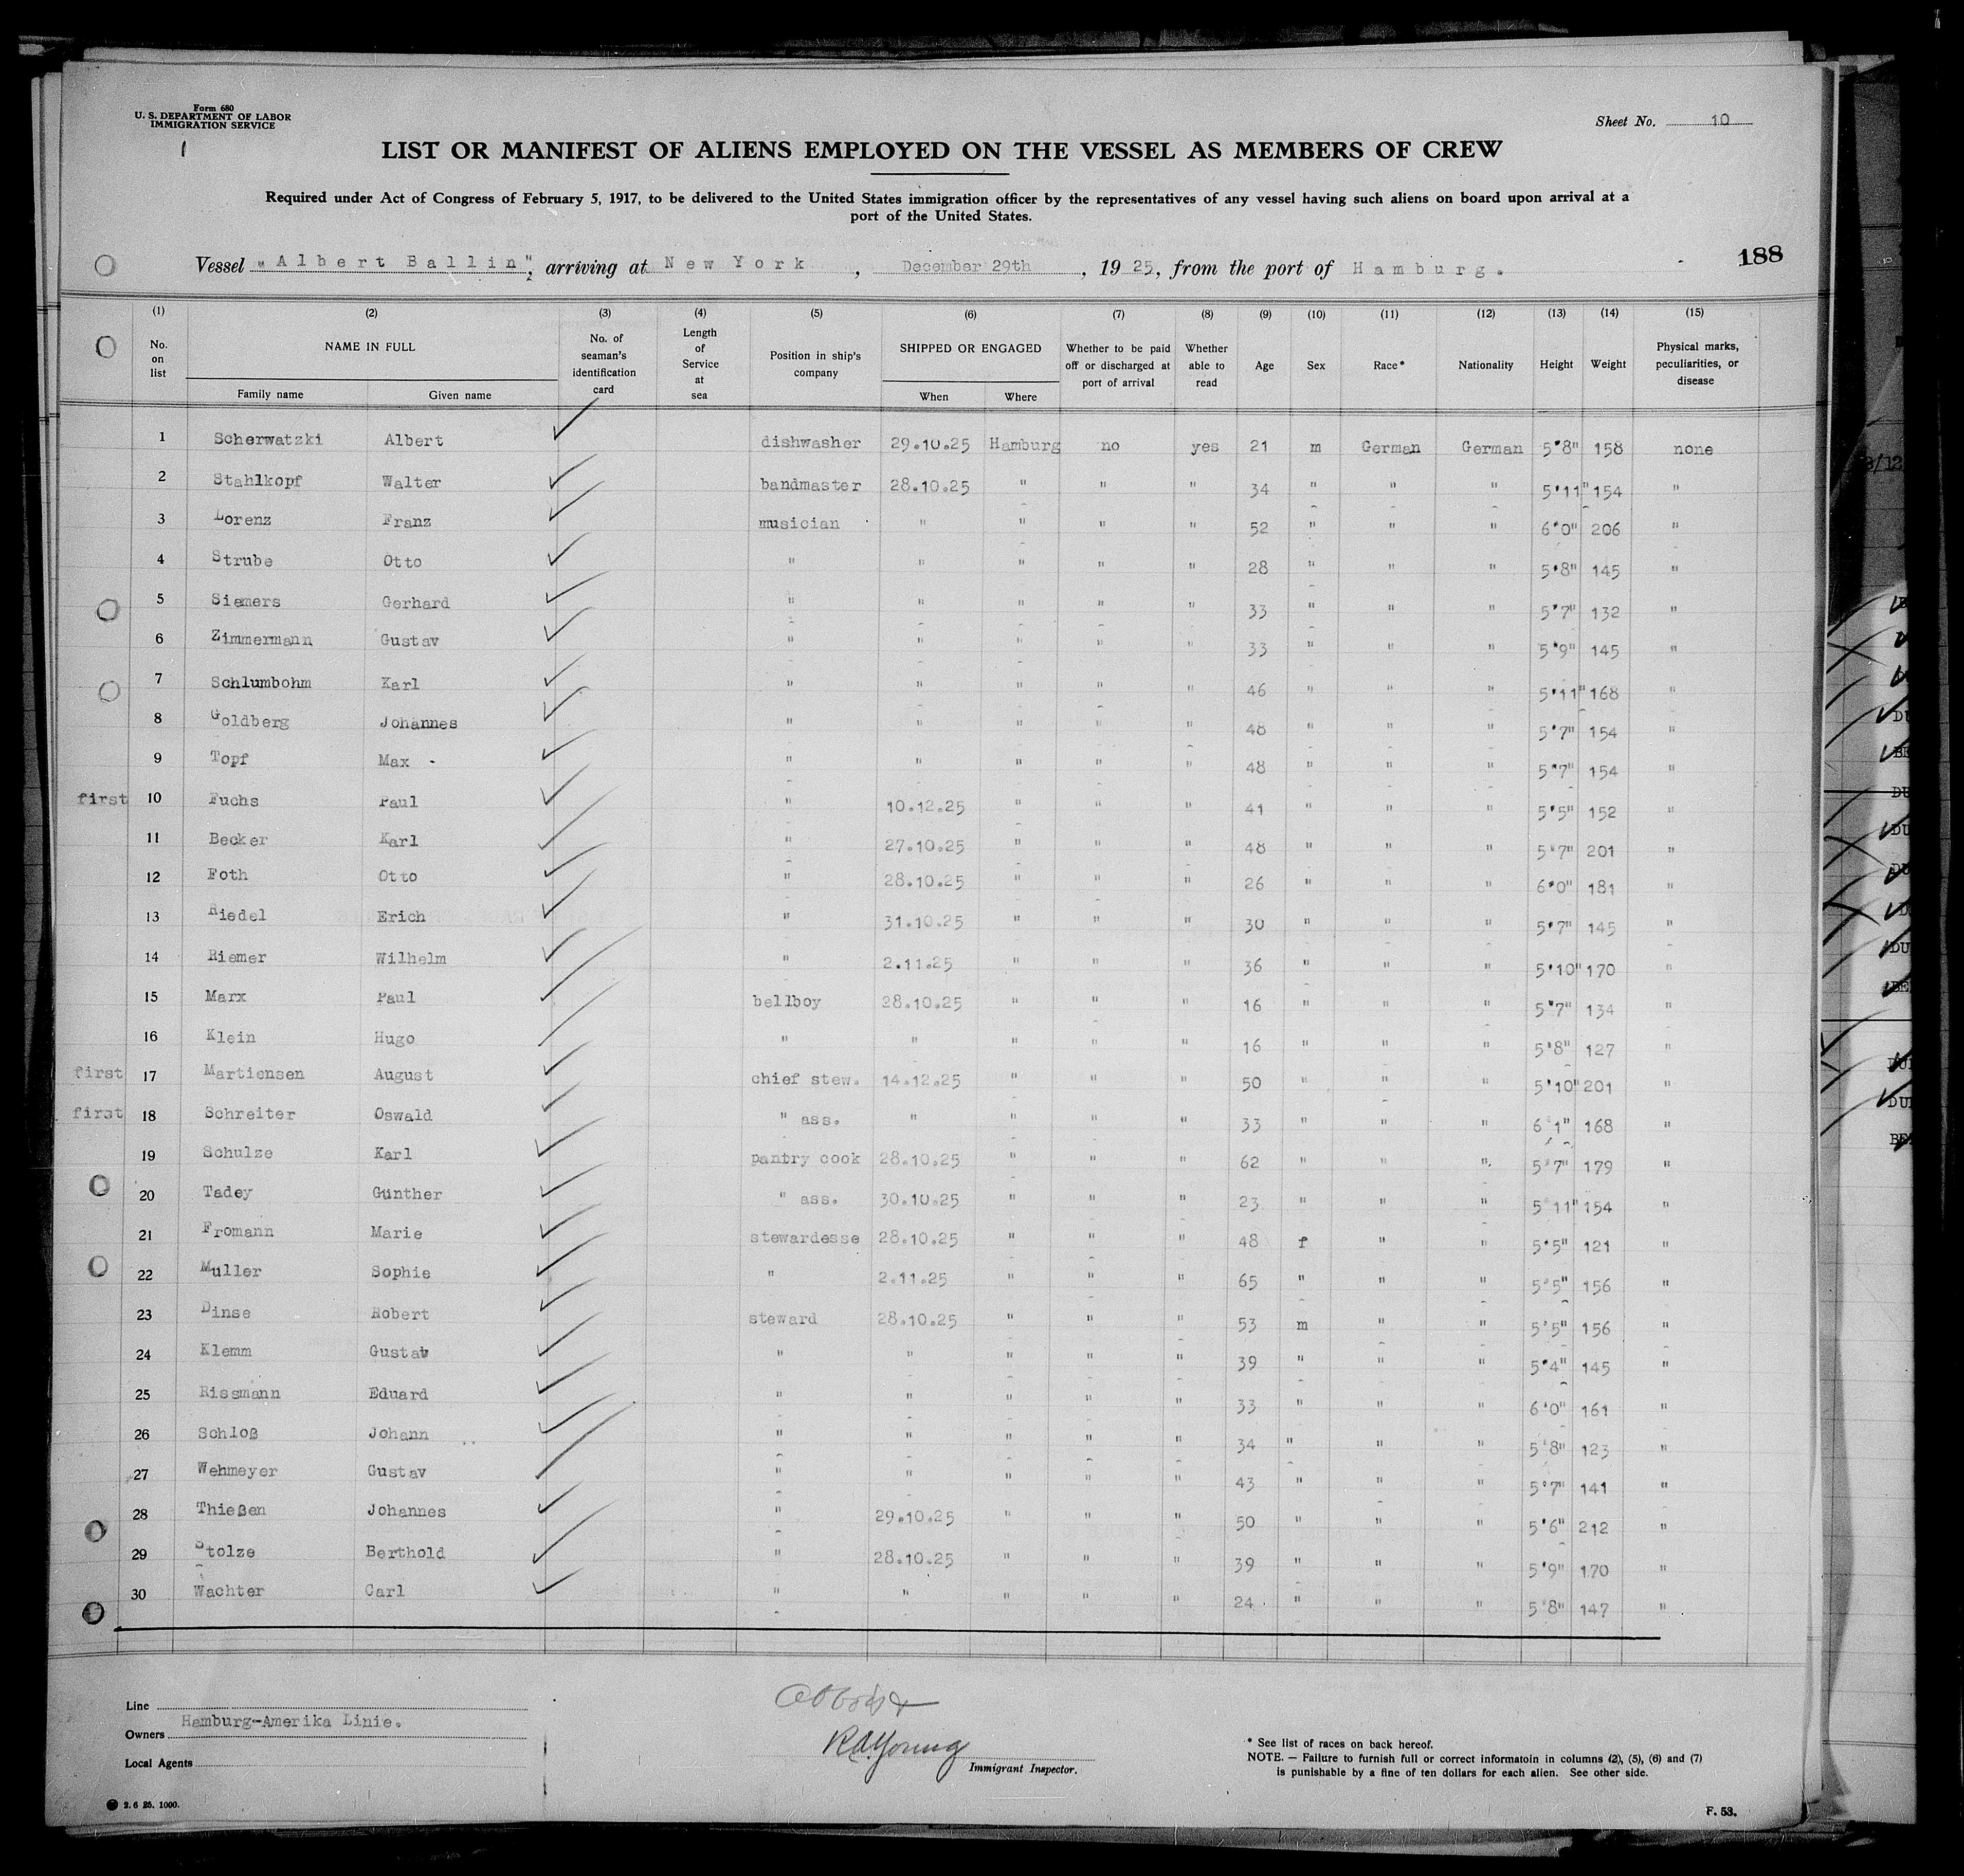 Form 680
U. S. DEPARTMENT OF LABOR
IMMIGRATION SERVICE
Sheet No. 10
LIST OR MANIFEST OF ALIENS EMPLOYED ON THE VESSEL AS MEMBERS OF CREW
Required under Act of Congress of February 5, 1917, to be delivered to the United States immigration officer by the representatives of any vessel having such aliens on board upon arrival at a
port of the United States.
188
Vessel "Albert Ballin", arriving at New York, December 29th, 1925, from the port of Hamburg.
(1) (2) (3) (4) (5) (6) (7) (8) (9) (10) (11) (12) (13) (14) (15)
No. on list NAME IN FULL Family name Given name No. of seaman's identification card Length of Service at sea Position in ship's company SHIPPED OR ENGAGED When Where Whether to be paid off or discharged at port of arrival Whether able to read Age Sex Race* Nationality Height Weight Physical marks, peculiarities, or disease
1 Scherwatzki Albert dishwasher 29.10.25 Hamburg no yes 21 m German German 5'8" 158 none
2 Stahlkopf Walter bandmaster 28.10.25 " " " 34 " " " 5'11" 154 "
3 Lorenz Franz musician " " " " 52 " " " 6'0" 206 "
4 Strube Otto " " " " " 28 " " " 5'8" 145 "
5 Siemers Gerhard " " " " " 33 " " " 5'7" 132 "
6 Zimmermann Gustav " " " " " 33 " " " 5'9" 145 "
7 Schlumbohm Karl " " " " " 46 " " " 5'11" 168 "
8 Goldberg Johannes " " " " " 48 " " " 5'7" 154 "
9 Topf Max " " " " " 48 " " " 5'7" 154 "
first 10 Fuchs Paul " 10.12.25 " " " 41 " " " 5'5" 152 "
11 Becker Karl " 27.10.25 " " " 48 " " " 5'7" 201 "
12 Foth Otto " 28.10.25 " " " 26 " " " 6'0" 181 "
13 Riedel Erich " 31.10.25 " " " 30 " " " 5'7" 145 "
14 Riemer Wilhelm " 2.11.25 " " " 36 " " " 5'10" 170 "
15 Marx Paul bellboy 28.10.25 " " " 16 " " " 5'7" 134 "
16 Klein Hugo " " " " " 16 " " " 5'8" 127 "
first 17 Martiensen August chief stew. 14.12.25 " " " 50 " " " 5'10" 201 "
first 18 Schreiter Oswald " ass. " " " " 33 " " " 6'1" 168 "
19 Schulze Karl pantry cook 28.10.25 " " " 62 " " " 5'7" 179 "
20 Tadey Günther " ass. 30.10.25 " " " 23 " " " 5'11" 154 "
21 Fromann Marie stewardesse 28.10.25 " " " 48 f " " 5'5" 121 "
22 Muller Sophie " 2.11.25 " " " 65 " " " 5'5" 156 "
23 Dinse Robert steward 28.10.25 " " " 53 m " " 5'5" 156 "
24 Klemm Gustav " " " " " 39 " " " 5'4" 145 "
25 Rissmann Eduard " " " " " 33 " " " 6'0" 161 "
26 Schloß Johann " " " " " 34 " " " 5'8" 123 "
27 Wehmeyer Gustav " " " " " 43 " " " 5'7" 141 "
28 Thießen Johannes " 29.10.25 " " " 50 " " " 5'6" 212 "
29 Stolze Berthold " 28.10.25 " " " 39 " " " 5'9" 170 "
30 Wachter Carl " " " " " 24 " " " 5'8" 147 "
Line
Owners Hamburg-Amerika Linie.
Local Agents
RAYoung
Immigrant Inspector.
* See list of races on back hereof.
NOTE. — Failure to furnish full or correct informatoin in columns (2), (5), (6) and (7)
is punishable by a fine of ten dollars for each alien. See other side.
2. 6 25. 1000.
F. 53.